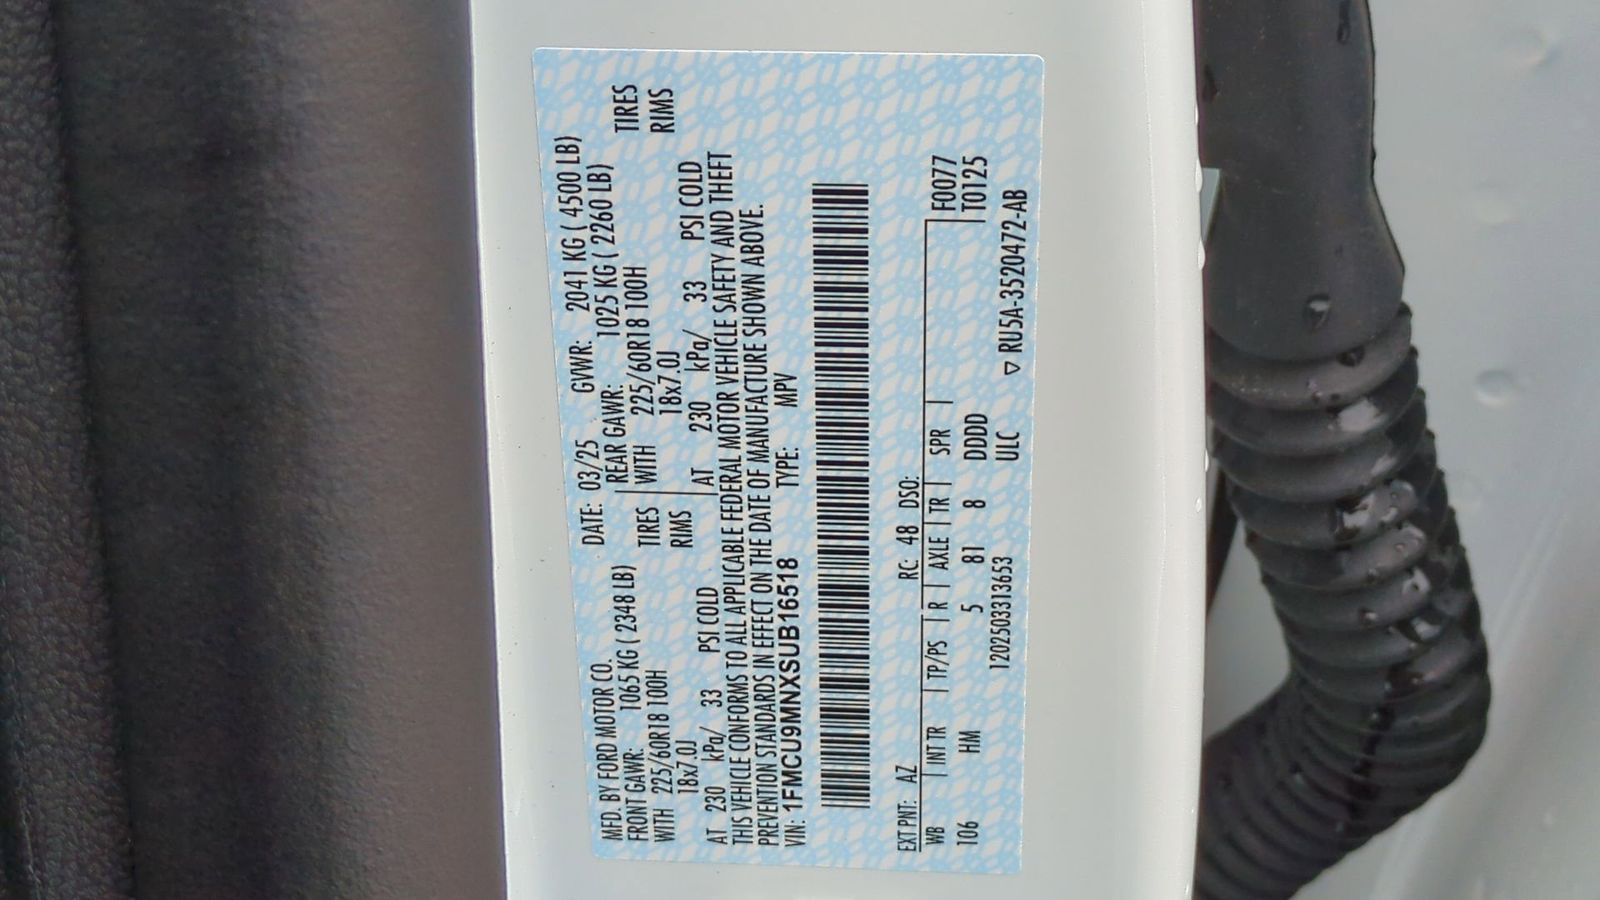 MFD. BY FORD MOTOR CO. DATE: 03/25 GVWR: 2041 KG ( 4500 LB)
FRONT GAWR: 1065 KG ( 2348 LB) REAR GAWR: 1025 KG ( 2260 LB)
WITH 225/60R18 100H TIRES WITH 225/60R18 100H TIRES
18x7.0J RIMS 18x7.0J RIMS
AT 230 kPa/ 33 PSI COLD AT 230 kPa/ 33 PSI COLD
THIS VEHICLE CONFORMS TO ALL APPLICABLE FEDERAL MOTOR VEHICLE SAFETY AND THEFT
PREVENTION STANDARDS IN EFFECT ON THE DATE OF MANUFACTURE SHOWN ABOVE.
VIN: 1FMCU9MNXSUB16518 TYPE: MPV
EXT PNT: AZ RC: 48 DSO:
WB INT TR TP/PS R AXLE TR SPR F0077
106 HM 5 81 8 DDDD T0125
1202503313653 ULC ▽ RU5A-3520472-AB